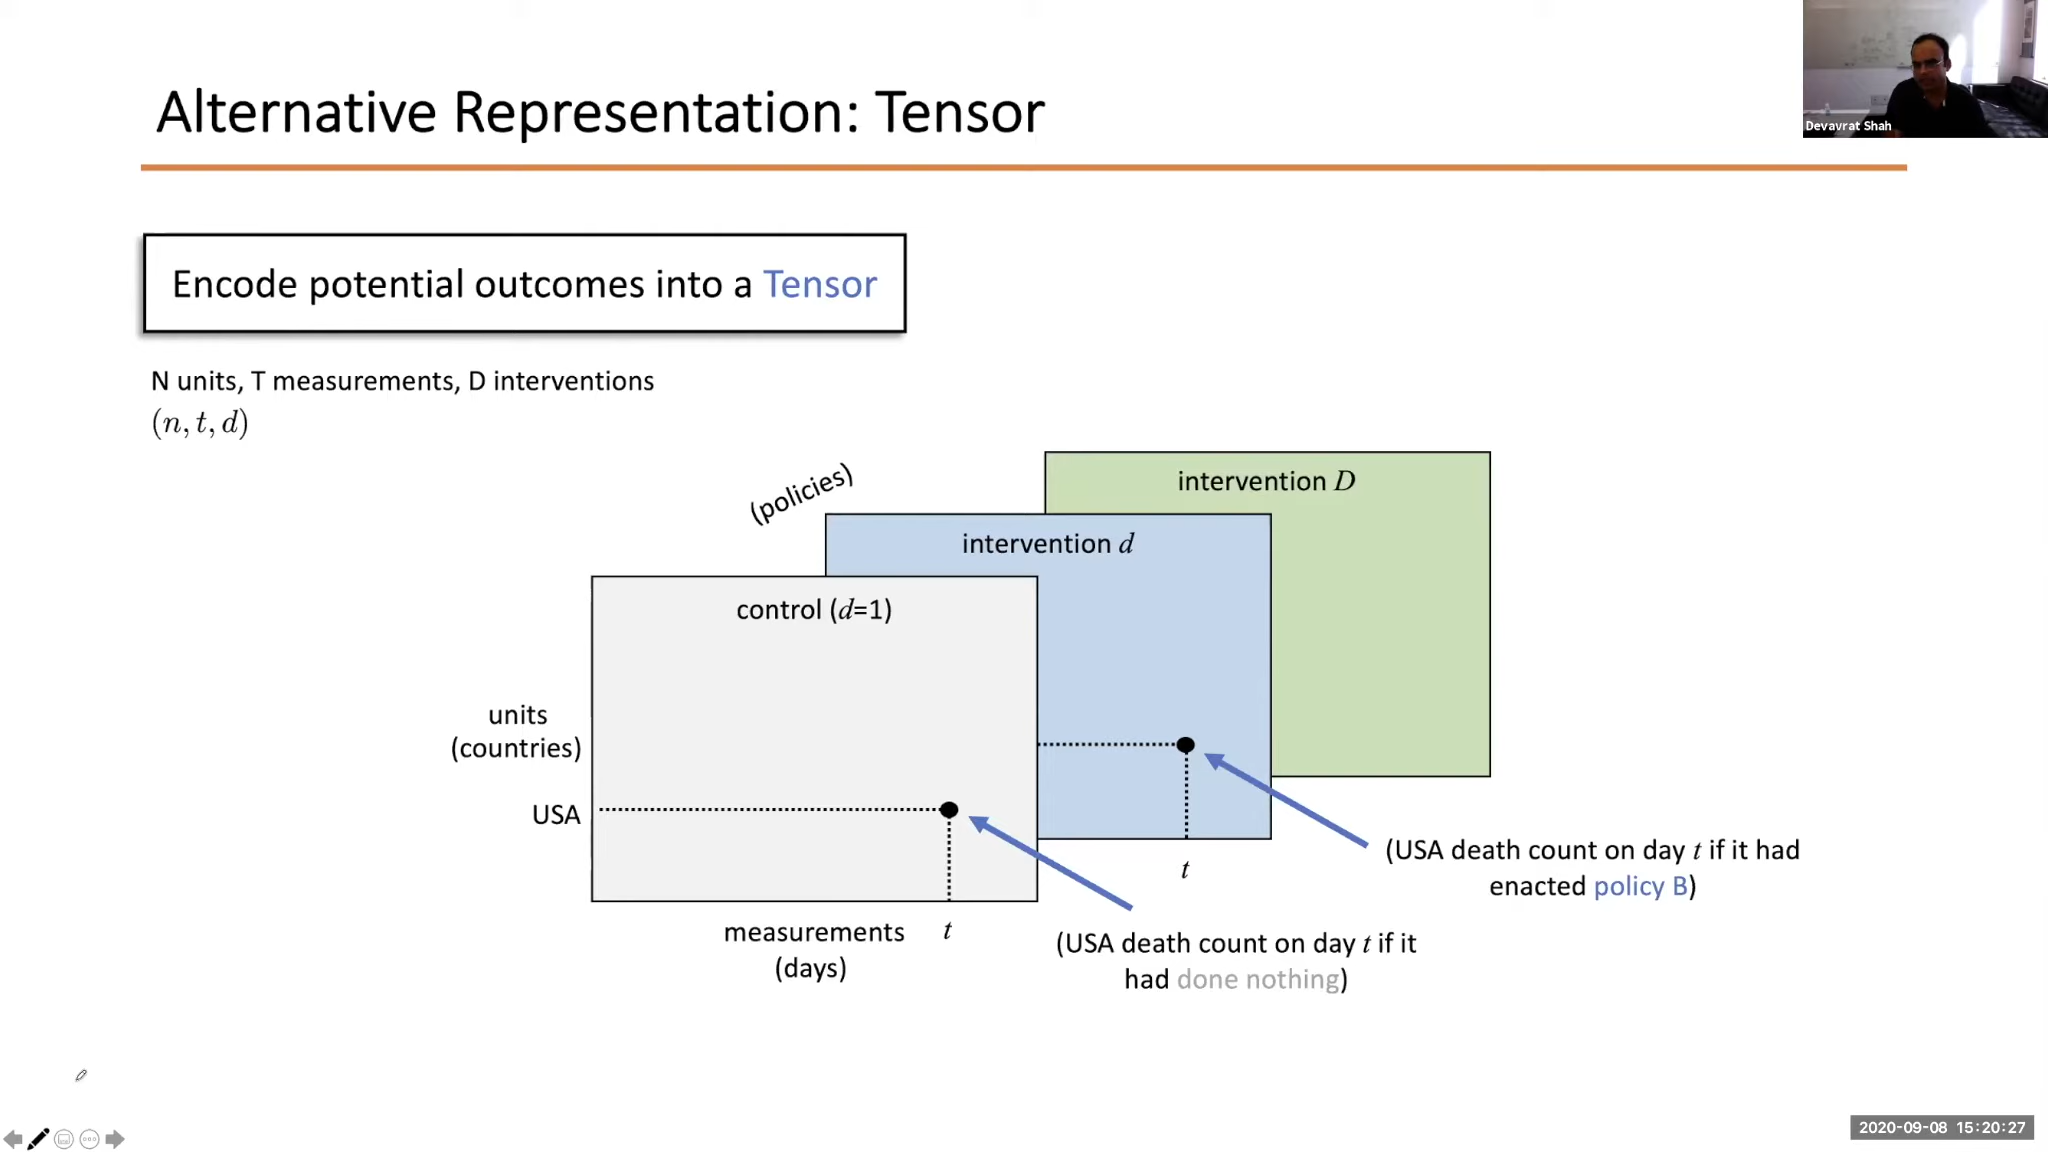 Alternative Representation: Tensor
Devavrat Shah
Encode potential outcomes into a Tensor
N units, T measurements, D interventions
(n, t, d)
(policies)
intervention D
intervention d
control (d=1)
units
(countries)
USA
measurements
(days)
t
t
(USA death count on day t if it had
enacted policy B)
(USA death count on day t if it
had done nothing)
2020-09-08 15:20:27